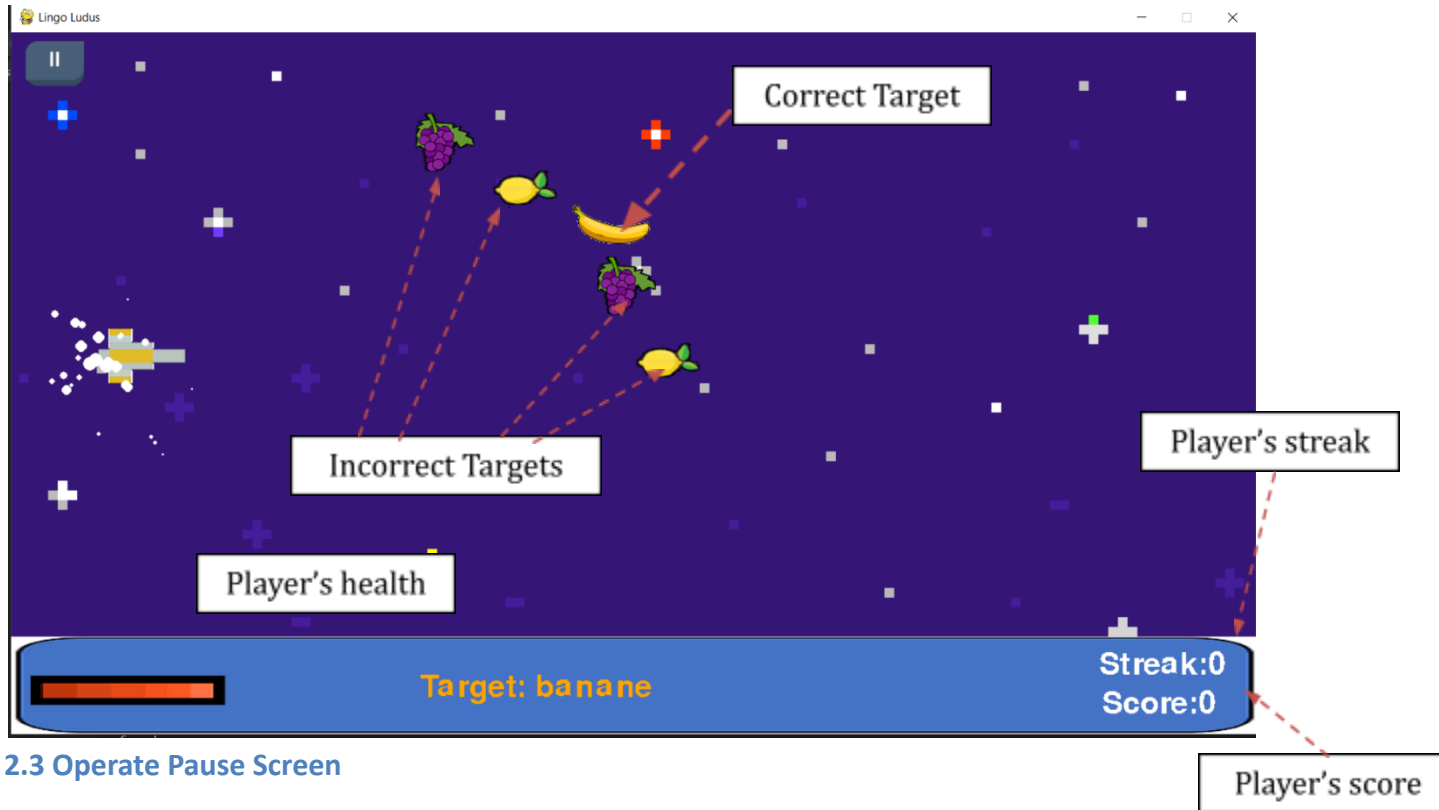 Lingo Ludus
Correct Target
Incorrect Targets
Player's streak
Player's health
Target: banane
Streak:0
Score:0
2.3 Operate Pause Screen
Player's score